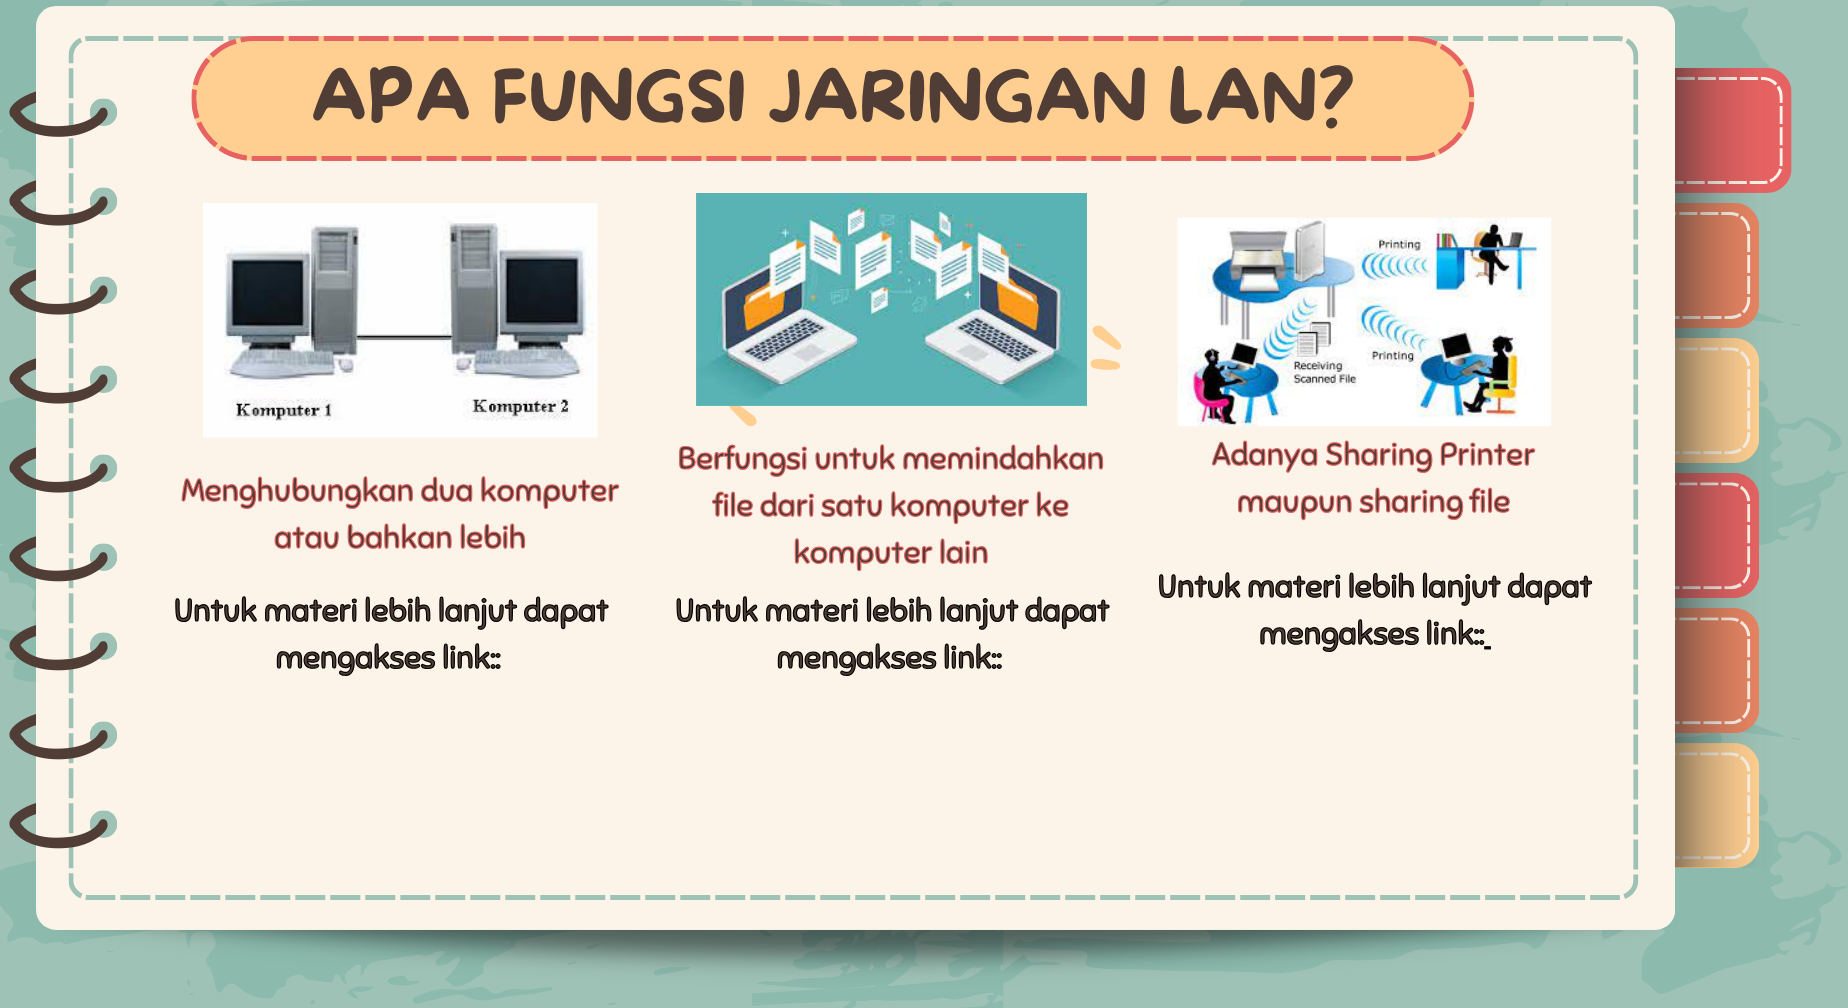 APA FUNGSI JARINGAN LAN?
Komputer 1
Komputer 2
Menghubungkan dua komputer
atau bahkan lebih
Untuk materi lebih lanjut dapat
mengakses link::
Berfungsi untuk memindahkan
file dari satu komputer ke
komputer lain
Untuk materi lebih lanjut dapat
mengakses link::
Printing
Printing
Receiving
Scanned File
Adanya Sharing Printer
maupun sharing file
Untuk materi lebih lanjut dapat
mengakses link::_